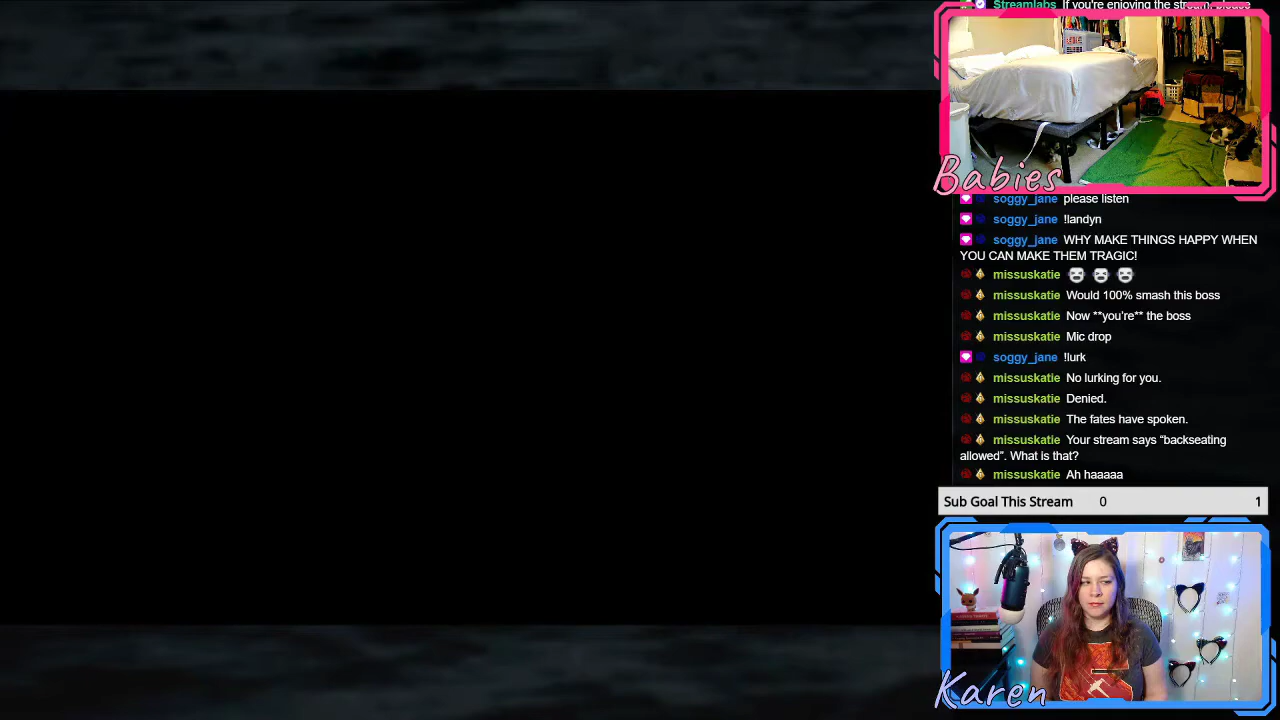 Streamlabs If you're enjoying the stream, please
Babies
soggy_jane please listen
soggy_jane !landyn
soggy_jane WHY MAKE THINGS HAPPY WHEN
YOU CAN MAKE THEM TRAGIC!
missuskatie
missuskatie Would 100% smash this boss
missuskatie Now **you're** the boss
missuskatie Mic drop
soggy_jane !lurk
missuskatie No lurking for you.
missuskatie Denied.
missuskatie The fates have spoken.
missuskatie Your stream says “backseating
allowed”. What is that?
missuskatie Ah haaaaa
Sub Goal This Stream 0 1
Karen